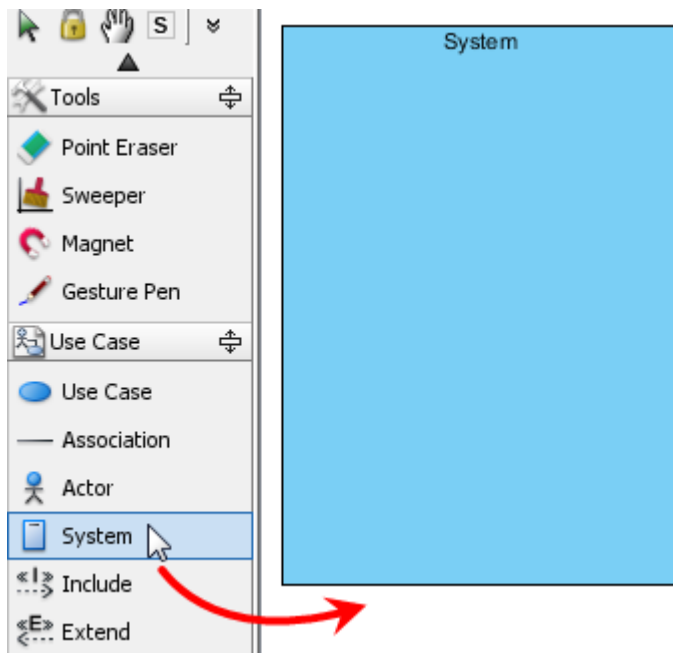 S
System
Tools
Point Eraser
Sweeper
Magnet
Gesture Pen
Use Case
Use Case
Association
Actor
System
«I»
Include
«E»
Extend